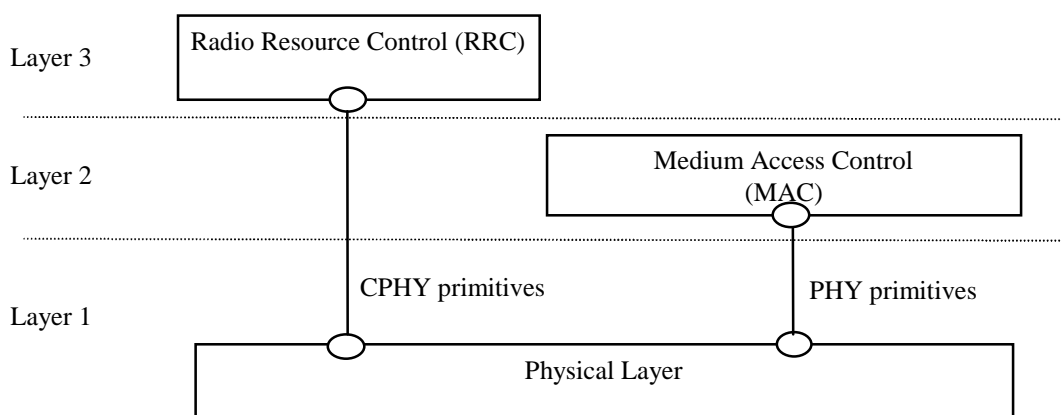 Radio Resource Control (RRC)
Layer 3
Medium Access Control
(MAC)
Layer 2
CPHY primitives
PHY primitives
Layer 1
Physical Layer